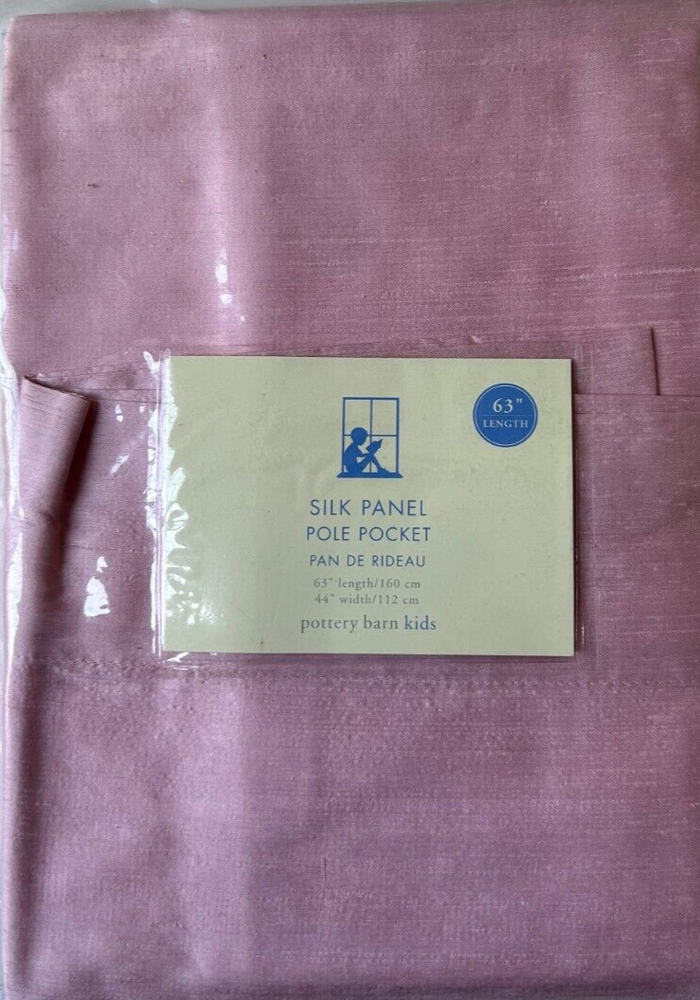 63"
LENGTH
SILK PANEL
POLE POCKET
PAN DE RIDEAU
63" length/160 cm
44" width/112 cm
pottery barn kids